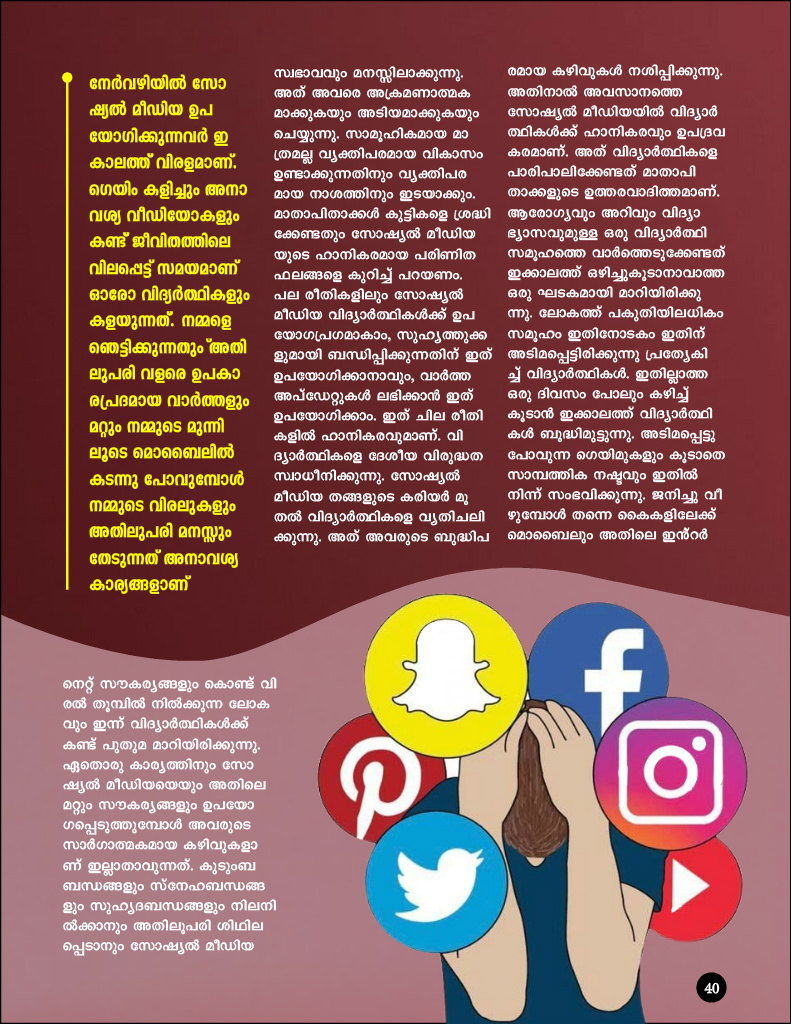 നേർവഴിയിൽ സോ
ഷ്യൽ മീഡിയ ഉപ
യോഗിക്കുന്നവർ ഇ
കാലത്ത് വിരളമാണ്.
ഗെയിം കളിച്ചും അനാ
വശ്യ വീഡിയോകളും
കണ്ട് ജീവിതത്തിലെ
വിലപ്പെട്ട് സമയമാണ്
ഓരോ വിദ്യർത്ഥികളും
കളയുന്നത്. നമ്മളെ
ഞെട്ടിക്കുന്നതും അതി
ലുപരി വളരെ ഉപകാ
രപ്രദമായ വാർത്തളും
മറ്റും നമ്മുടെ മുന്നി
ലൂടെ മൊബൈലിൽ
കടന്നു പോവുമ്പോൾ
നമ്മുടെ വിരലുകളും
അതിലുപരി മനസ്സും
തേടുന്നത് അനാവശ്യ
കാര്യങ്ങളാണ്
സ്വഭാവവും മനസ്സിലാക്കുന്നു.
അത് അവരെ അക്രമണാത്മക
മാക്കുകയും അടിയമാക്കുകയും
ചെയ്യുന്നു. സാമൂഹികമായ മാ
ത്രമല്ല വ്യക്തിപരമായ വികാസം
ഉണ്ടാക്കുന്നതിനും വ്യക്തിപര
മായ നാശത്തിനും ഇടയാക്കും.
മാതാപിതാക്കൾ കുട്ടികളെ ശ്രദ്ധി
ക്കേണ്ടതും സോഷ്യൽ മീഡിയ
യുടെ ഹാനികരമായ പരിണിത
ഫലങ്ങളെ കുറിച്ച് പറയണം.
പല രീതികളിലും സോഷ്യൽ
മീഡിയ വിദ്യാർത്ഥികൾക്ക് ഉപ
യോഗപ്രഗമാകാം, സുഹൃത്തുക്ക
ളുമായി ബന്ധിപ്പിക്കുന്നതിന് ഇത്
ഉപയോഗിക്കാനാവും, വാർത്ത
അപ്ഡേറ്റുകൾ ലഭിക്കാൻ ഇത്
ഉപയോഗിക്കാം. ഇത് ചില രീതി
കളിൽ ഹാനികരവുമാണ്. വി
ദ്യാർത്ഥികളെ ദേശീയ വിരുദ്ധത
സ്വാധീനിക്കുന്നു. സോഷ്യൽ
മീഡിയ തങ്ങളുടെ കരിയർ മു
തൽ വിദ്യാർത്ഥികളെ വ്യതിചലി
ക്കുന്നു. അത് അവരുടെ ബുദ്ധിപ
രമായ കഴിവുകൾ നശിപ്പിക്കുന്നു.
അതിനാൽ അവസാനത്തെ
സോഷ്യൽ മീഡിയയിൽ വിദ്യാർ
ത്ഥികൾക്ക് ഹാനികരവും ഉപദ്രവ
കരമാണ്. അത് വിദ്യാർത്ഥികളെ
പാരിപാലിക്കേണ്ടത് മാതാപി
താക്കളുടെ ഉത്തരവാദിത്തമാണ്.
ആരോഗ്യവും അറിവും വിദ്യാ
ഭ്യാസവുമുള്ള ഒരു വിദ്യാർത്ഥി
സമൂഹത്തെ വാർത്തെടുക്കേണ്ടത്
ഇക്കാലത്ത് ഒഴിച്ചുകൂടാനാവാത്ത
ഒരു ഘടകമായി മാറിയിരിക്കു
ന്നു. ലോകത്ത് പകുതിയിലധികം
സമൂഹം ഇതിനോടകം ഇതിന്
അടിമപ്പെട്ടിരിക്കുന്നു പ്രത്യേകി
ച്ച് വിദ്യാർത്ഥികൾ. ഇതില്ലാത്ത
ഒരു ദിവസം പോലും കഴിച്ച്
കൂടാൻ ഇക്കാലത്ത് വിദ്യാർത്ഥി
കൾ ബുദ്ധിമുട്ടുന്നു. അടിമപ്പെട്ടു
പോവുന്ന ഗെയിമുകളും കൂടാതെ
സാമ്പത്തിക നഷ്ടവും ഇതിൽ
നിന്ന് സംഭവിക്കുന്നു. ജനിച്ചു വീ
ഴുമ്പോൾ തന്നെ കൈകളിലേക്ക്
മൊബൈലും അതിലെ ഇന്‍റർ
നെറ്റ് സൗകര്യങ്ങളും കൊണ്ട് വി
രൽ തുമ്പിൽ നിൽക്കുന്ന ലോക
വും ഇന്ന് വിദ്യാർത്ഥികൾക്ക്
കണ്ട് പുതുമ മാറിയിരിക്കുന്നു.
ഏതൊരു കാര്യത്തിനും സോ
ഷ്യൽ മീഡിയയെയും അതിലെ
മറ്റും സൗകര്യങ്ങളും ഉപയോ
ഗപ്പെടുത്തുമ്പോൾ അവരുടെ
സാർഗാത്മകമായ കഴിവുകളാ
ണ് ഇല്ലാതാവുന്നത്. കുടുംബ
ബന്ധങ്ങളും സ്നേഹബന്ധങ്ങ
ളും സുഹൃദബന്ധങ്ങളും നിലനി
ൽക്കാനും അതിലുപരി ശിഥില
പ്പെടാനും സോഷ്യൽ മീഡിയ
40